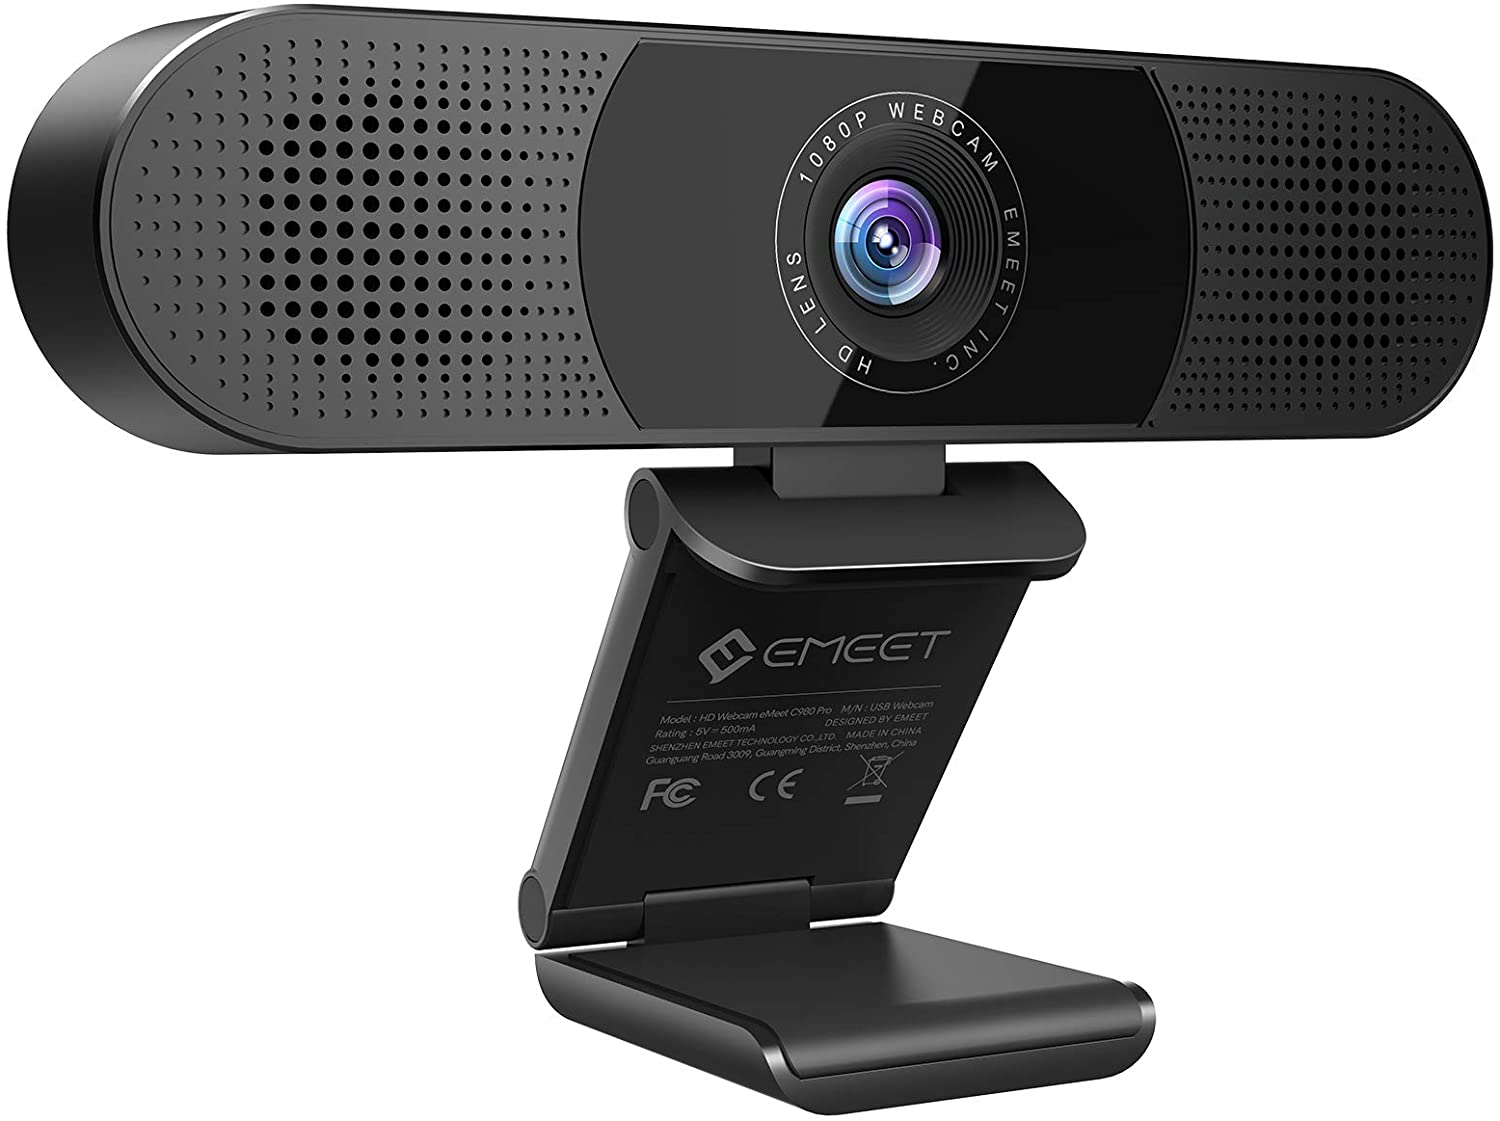 HD LENS 1080P WEBCAM EMEET INC.
EMEET
Model : HD Webcam eMeet C980 Pro M/N : USB Webcam
Rating : 5V⎓500mA DESIGNED BY EMEET
SHENZHEN EMEET TECHNOLOGY CO.,LTD. MADE IN CHINA
Guanguang Road 3009, Guangming District, Shenzhen, China
FC CE